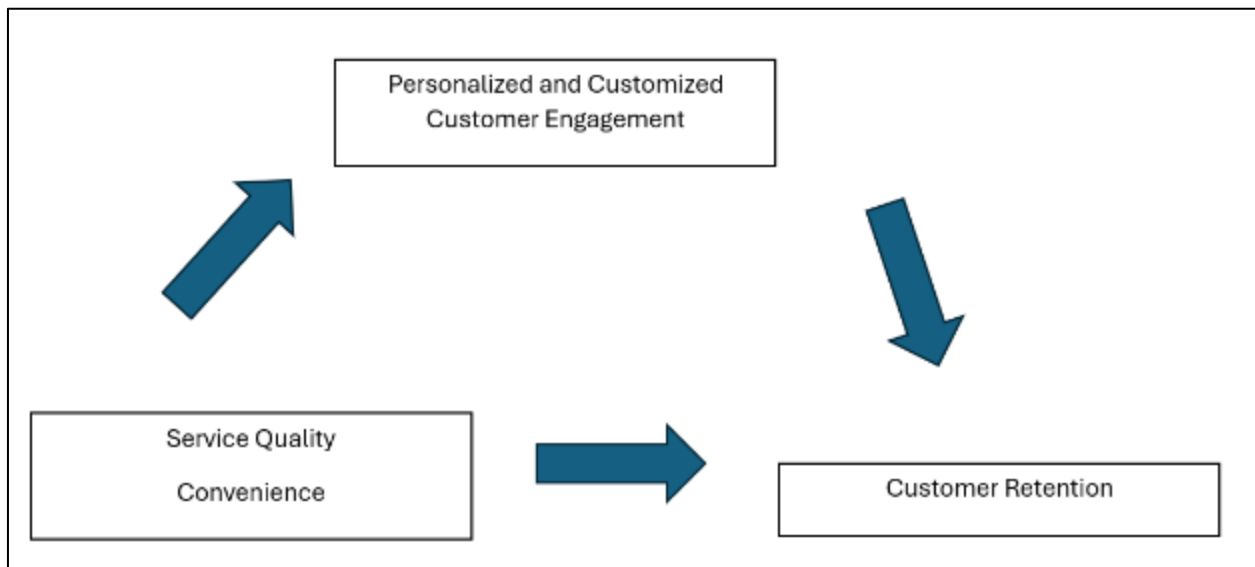 Personalized and Customized
Customer Engagement
Service Quality
Convenience
Customer Retention